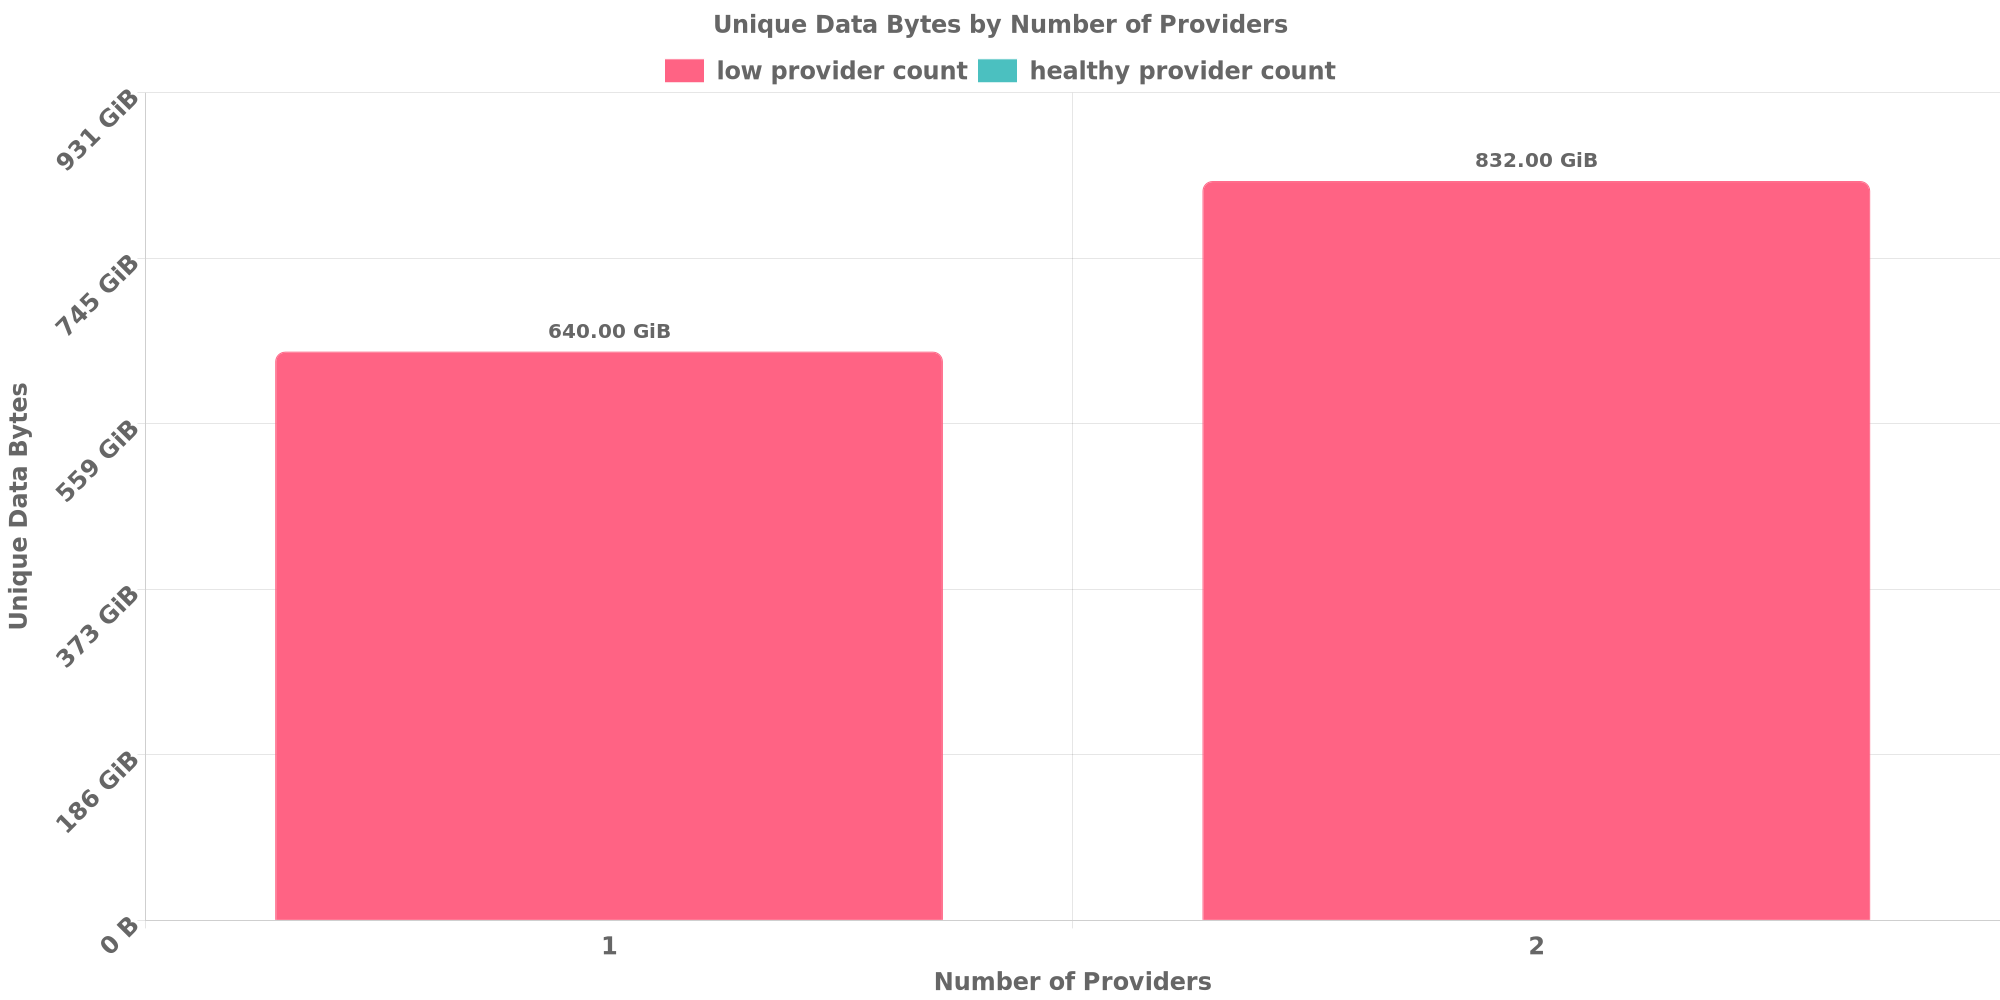 Unique Data Bytes by Number of Providers
low provider count healthy provider count
931 GiB
832.00 GiB
745 GiB
640.00 GiB
559 GiB
373 GiB
186 GiB
0 B
Unique Data Bytes
1 2
Number of Providers